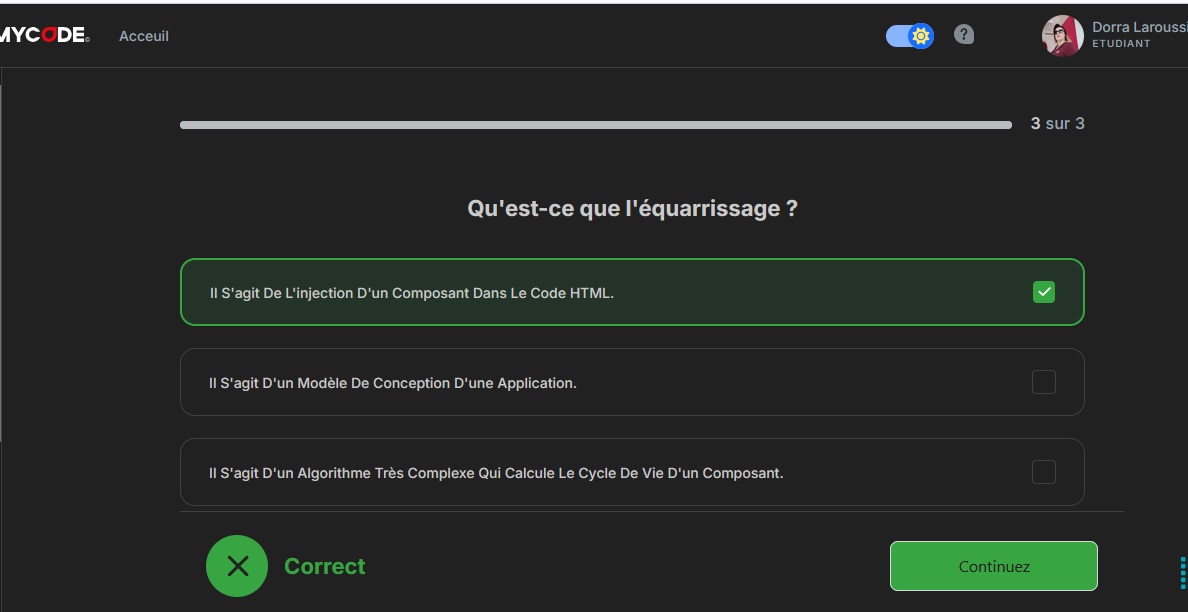 MYCODE
Acceuil
?
Dorra Laroussi
ETUDIANT
3 sur 3
Qu'est-ce que l'équarrissage ?
Il S'agit De L'injection D'un Composant Dans Le Code HTML.
Il S'agit D'un Modèle De Conception D'une Application.
Il S'agit D'un Algorithme Très Complexe Qui Calcule Le Cycle De Vie D'un Composant.
Correct
Continuez